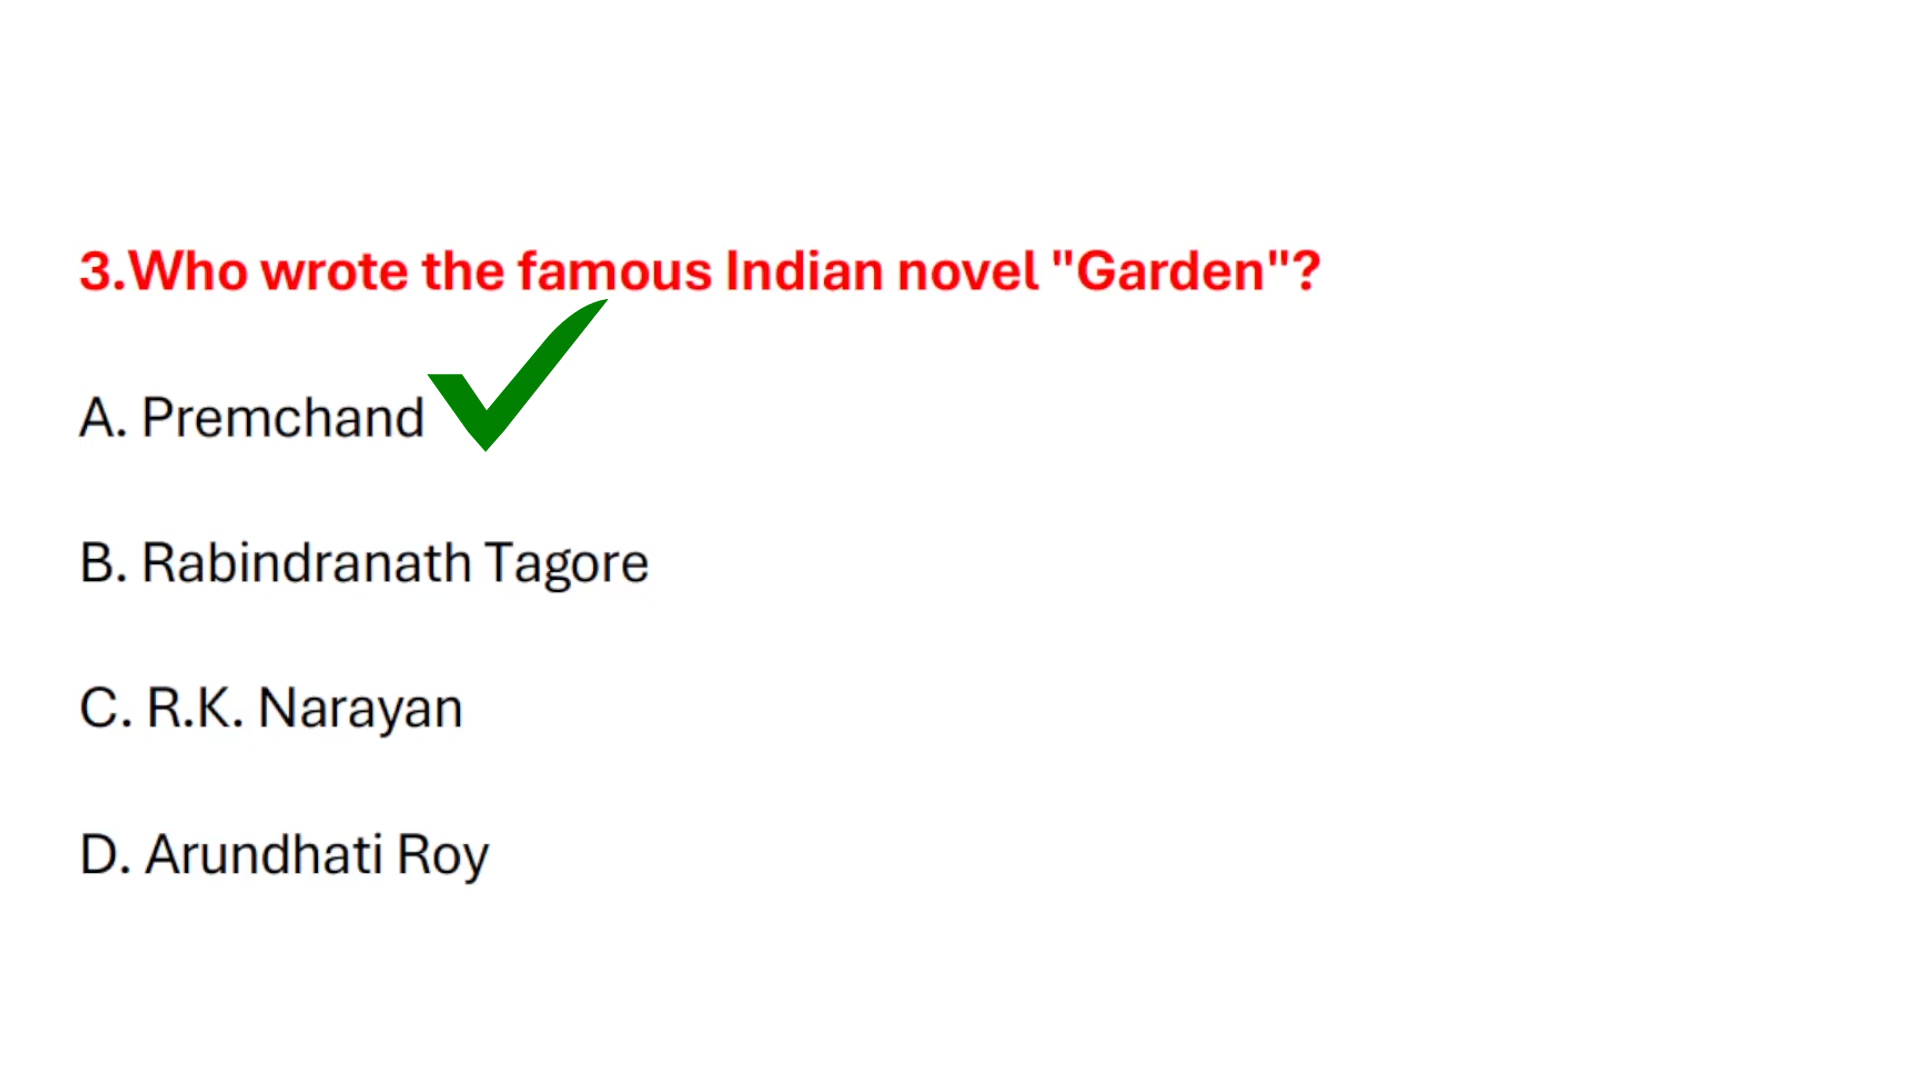 3.Who wrote the famous Indian novel "Garden"?
A. Premchand
B. Rabindranath Tagore
C. R.K. Narayan
D. Arundhati Roy